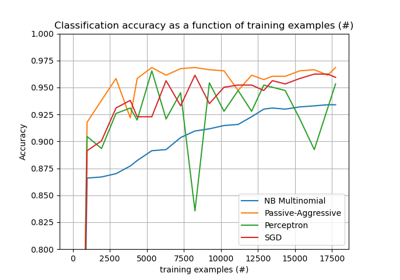 Classification accuracy as a function of training examples (#)
1.000
0.975
0.950
0.925
0.900
0.875
0.850
0.825
0.800
Accuracy
NB Multinomial
Passive-Aggressive
Perceptron
SGD
0 2500 5000 7500 10000 12500 15000 17500
training examples (#)